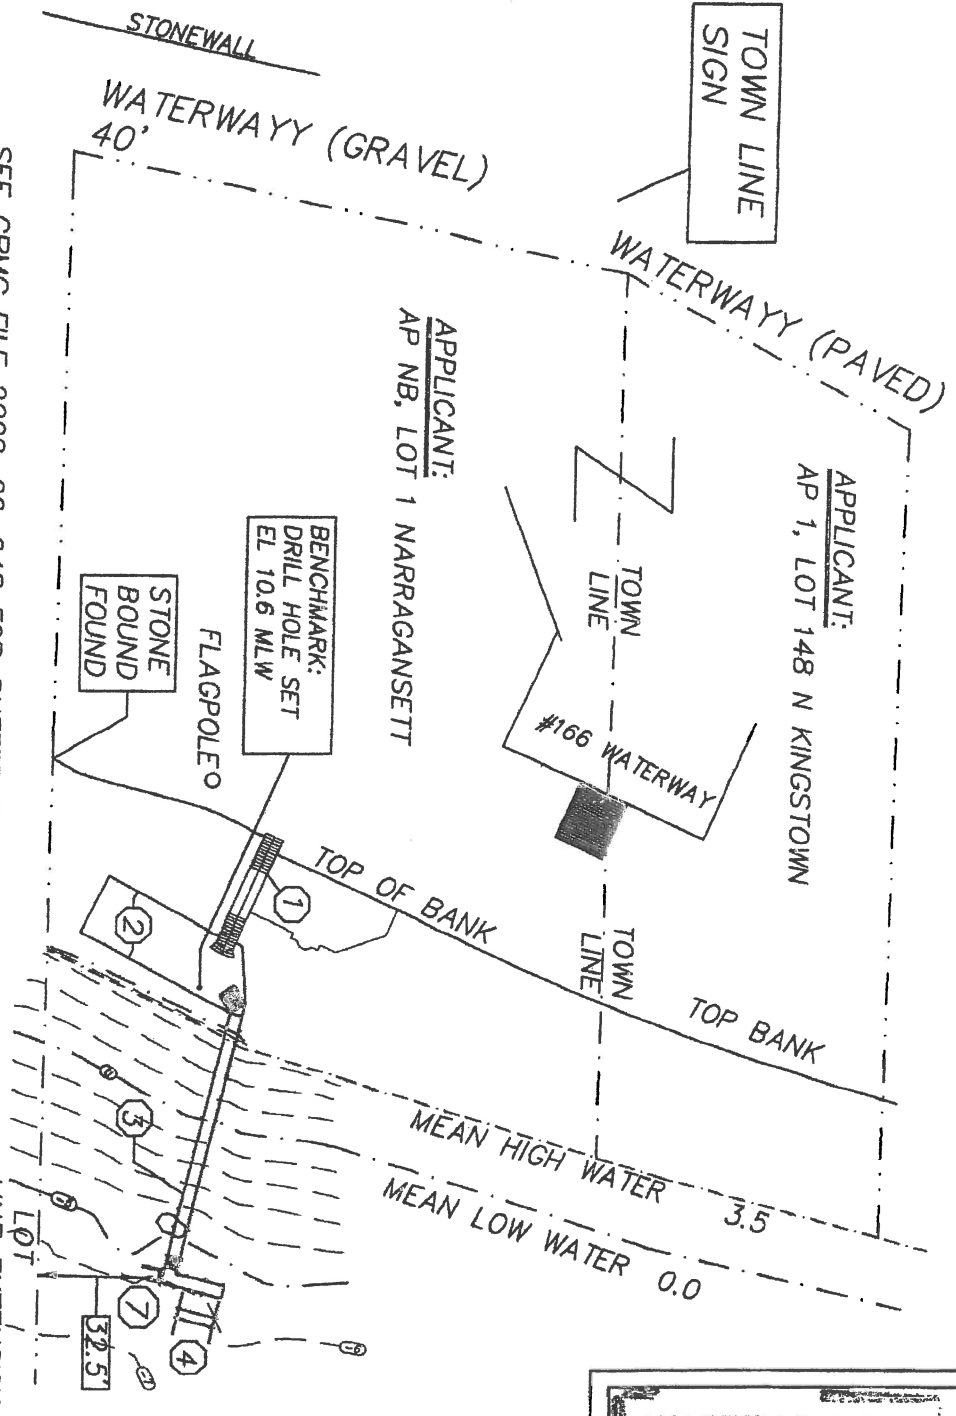 STONEWALL
TOWN LINE
SIGN
WATERWAYY (GRAVEL)
40'
WATERWAYY (PAVED)
APPLICANT:
AP 1, LOT 148 N KINGSTOWN
APPLICANT:
AP NB, LOT 1 NARRAGANSETT
TOWN
LINE
#166 WATERWAY
BENCHMARK:
DRILL HOLE SET
EL 10.6 MLW
STONE
BOUND
FOUND
FLAGPOLE
TOP OF BANK
TOWN
LINE
TOP BANK
1
2
3
MEAN HIGH WATER 3.5
MEAN LOW WATER 0.0
LOT
7
4
32.5'
SEE CRMC FILE